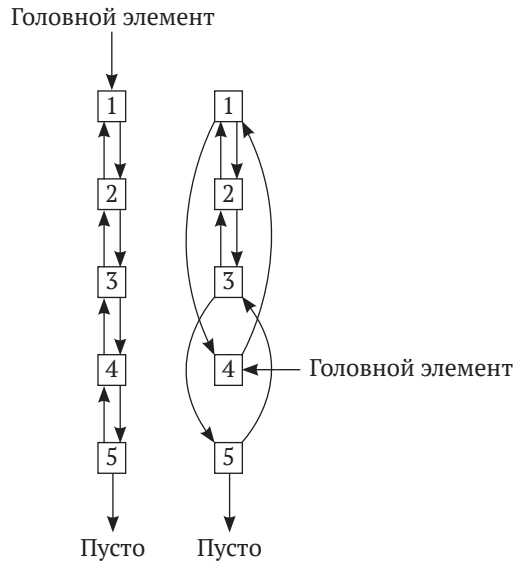 Головной элемент
1 1
2 2
3 3
4 4 Головной элемент
5 5
Пусто Пусто